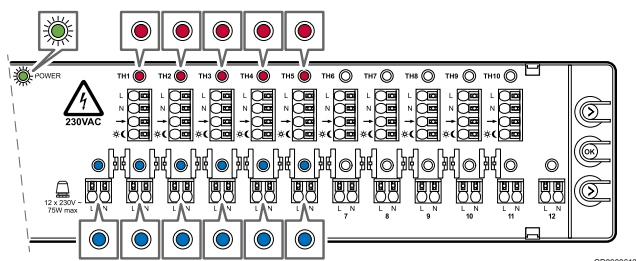 POWER TH1 TH2 TH3 TH4 TH5 TH6 TH7 TH8 TH9 TH10
L L L L L L L L L L
N N N N N N N N N N
230VAC
OK
12 x 230V ~
75W max
L N L N L N L N L N L N L N L N L N L N L N L N
7 8 9 10 11 12